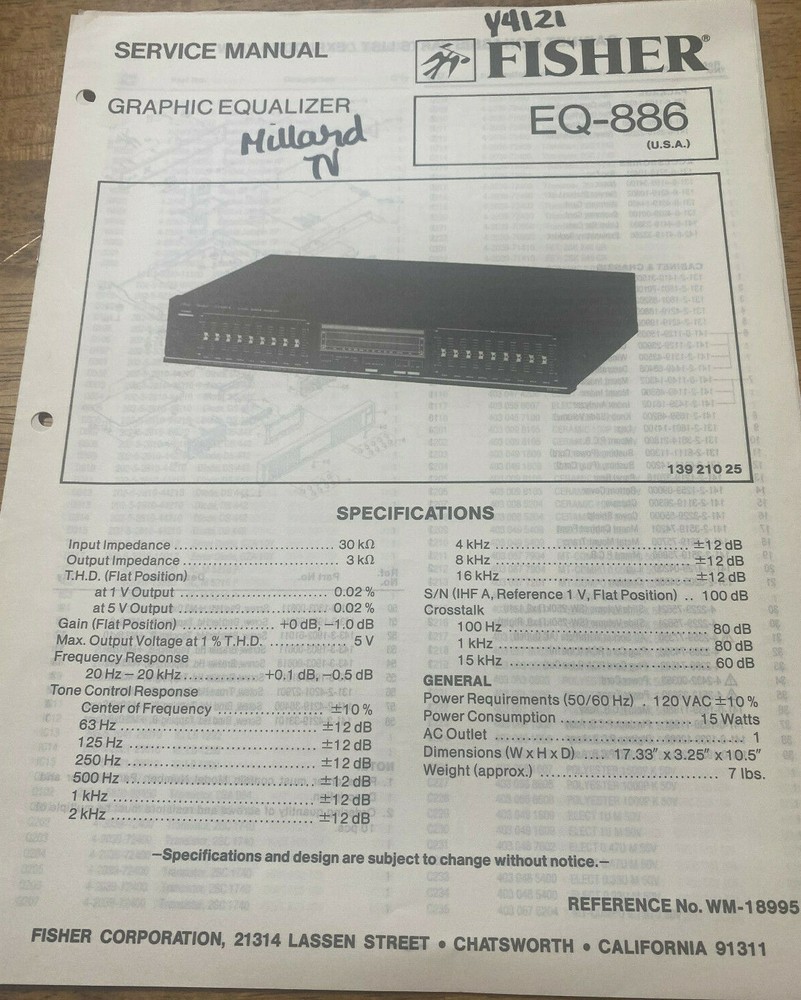 Y4121
SERVICE MANUAL
FISHER®
GRAPHIC EQUALIZER
EQ-886
(U.S.A.)
Millard
TV
139 210 25
SPECIFICATIONS
Input Impedance .............................. 30 kΩ
Output Impedance .............................. 3 kΩ
T.H.D. (Flat Position)
at 1 V Output .............................. 0.02 %
at 5 V Output .............................. 0.02 %
Gain (Flat Position) ................. +0 dB, –1.0 dB
Max. Output Voltage at 1 % T.H.D. .............. 5 V
Frequency Response
20 Hz – 20 kHz .............. +0.1 dB, –0.5 dB
Tone Control Response
Center of Frequency .................. ±10 %
63 Hz .............................. ±12 dB
125 Hz .............................. ±12 dB
250 Hz .............................. ±12 dB
500 Hz .............................. ±12 dB
1 kHz .............................. ±12 dB
2 kHz .............................. ±12 dB
4 kHz .............................. ±12 dB
8 kHz .............................. ±12 dB
16 kHz .............................. ±12 dB
S/N (IHF A, Reference 1 V, Flat Position) .. 100 dB
Crosstalk
100 Hz .............................. 80 dB
1 kHz .............................. 80 dB
15 kHz .............................. 60 dB
GENERAL
Power Requirements (50/60 Hz) . 120 VAC ±10 %
Power Consumption ...................... 15 Watts
AC Outlet .............................. 1
Dimensions (W x H x D) .... 17.33" x 3.25" x 10.5"
Weight (approx.) .............................. 7 lbs.
–Specifications and design are subject to change without notice.–
REFERENCE No. WM-18995
FISHER CORPORATION, 21314 LASSEN STREET • CHATSWORTH • CALIFORNIA 91311